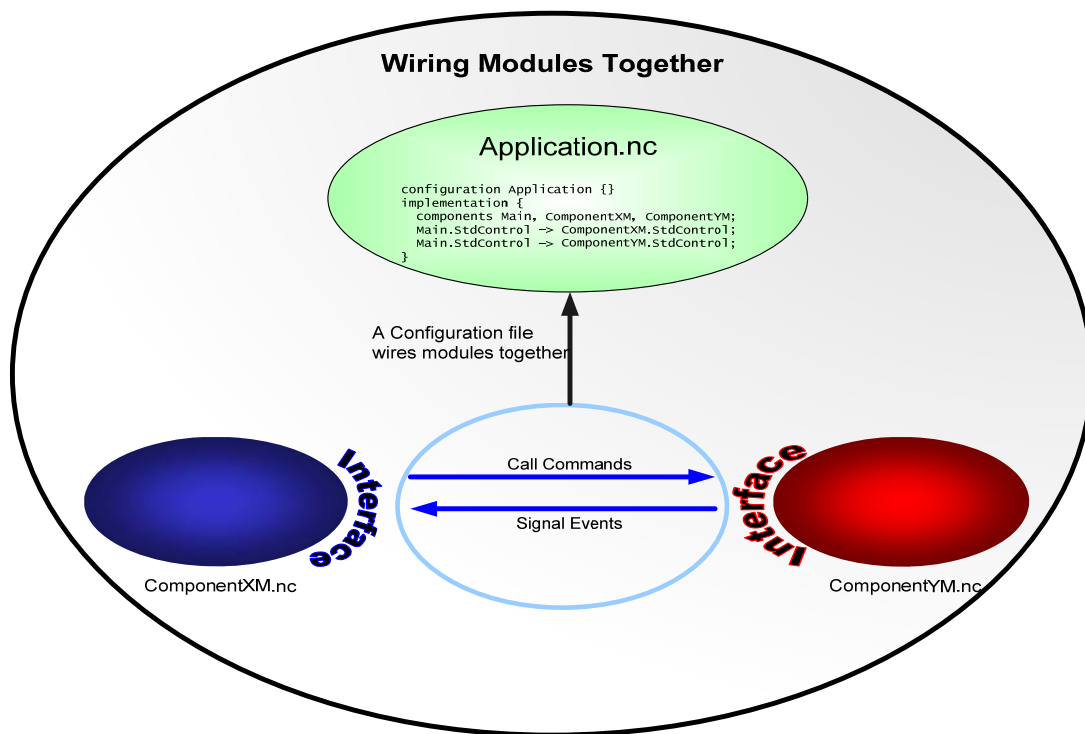 Wiring Modules Together
Application.nc
configuration Application {}
implementation {
  components Main, ComponentXM, ComponentYM;
  Main.StdControl -> ComponentXM.StdControl;
  Main.StdControl -> ComponentYM.StdControl;
}
A Configuration file
wires modules together
Interface
Call Commands
Signal Events
Interface
ComponentXM.nc
ComponentYM.nc